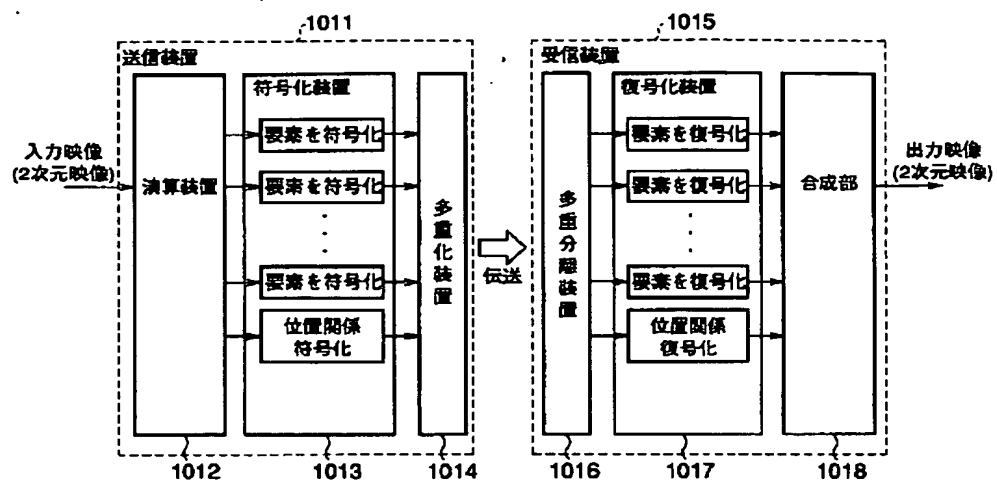 1011
送信装置
入力映像
(2次元映像)
演算装置
符号化装置
要素を符号化
要素を符号化
要素を符号化
位置関係
符号化
多重化装置
1012
1013
1014
伝送
1015
受信装置
多重分離装置
復号化装置
要素を復号化
要素を復号化
要素を復号化
位置関係
復号化
合成部
出力映像
(2次元映像)
1016
1017
1018